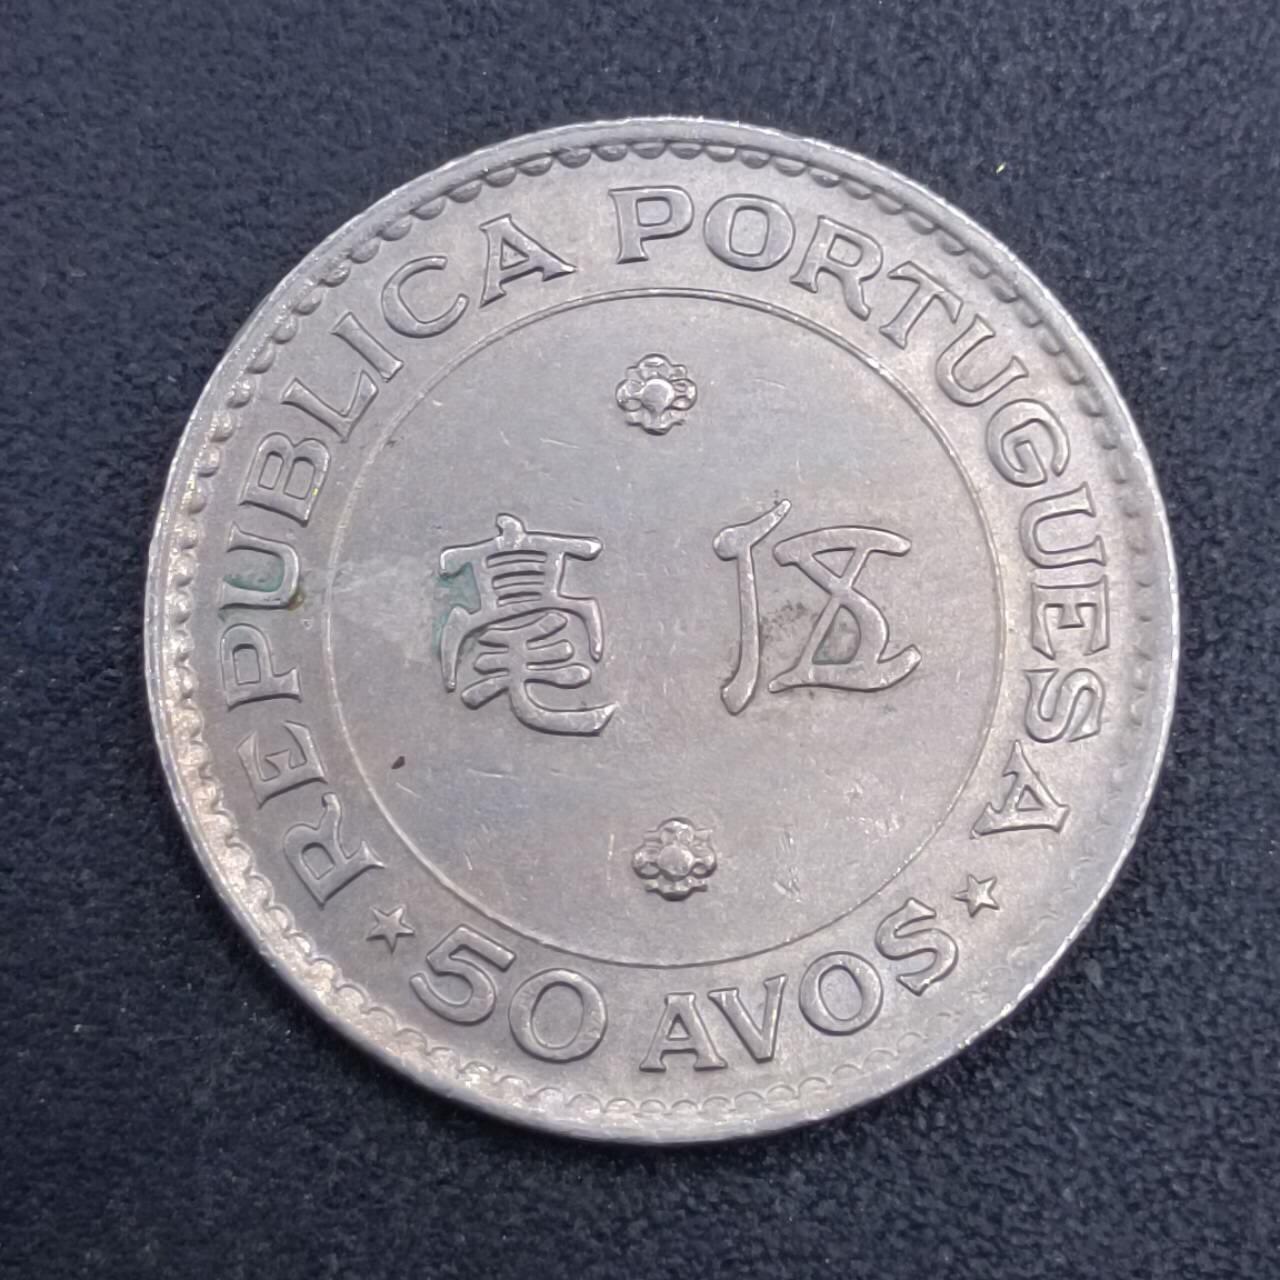 REPUBLICA PORTUGUESA
毫伍
★ 50 AVOS ★